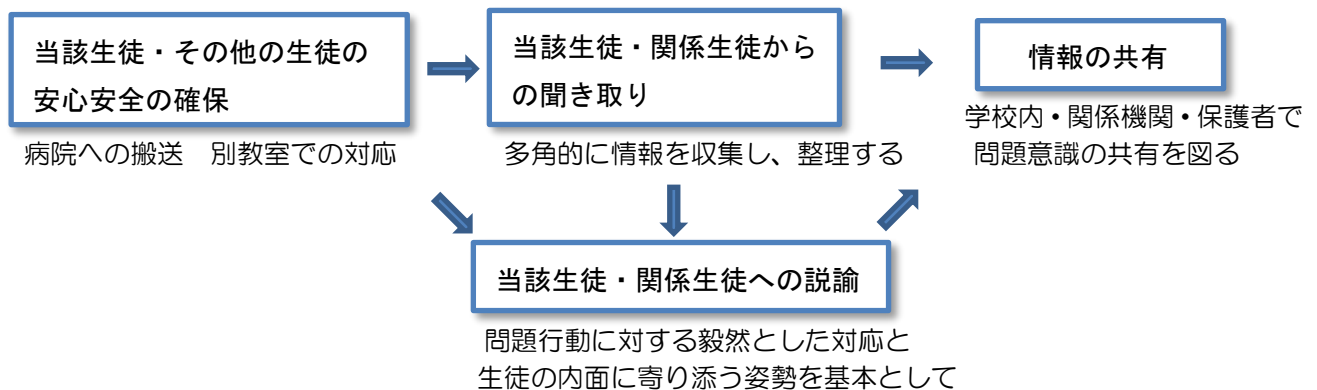 当該生徒・その他の生徒の
安心安全の確保
病院への搬送　別教室での対応
当該生徒・関係生徒から
の聞き取り
多角的に情報を収集し、整理する
情報の共有
学校内・関係機関・保護者で
問題意識の共有を図る
当該生徒・関係生徒への説諭
問題行動に対する毅然とした対応と
生徒の内面に寄り添う姿勢を基本として